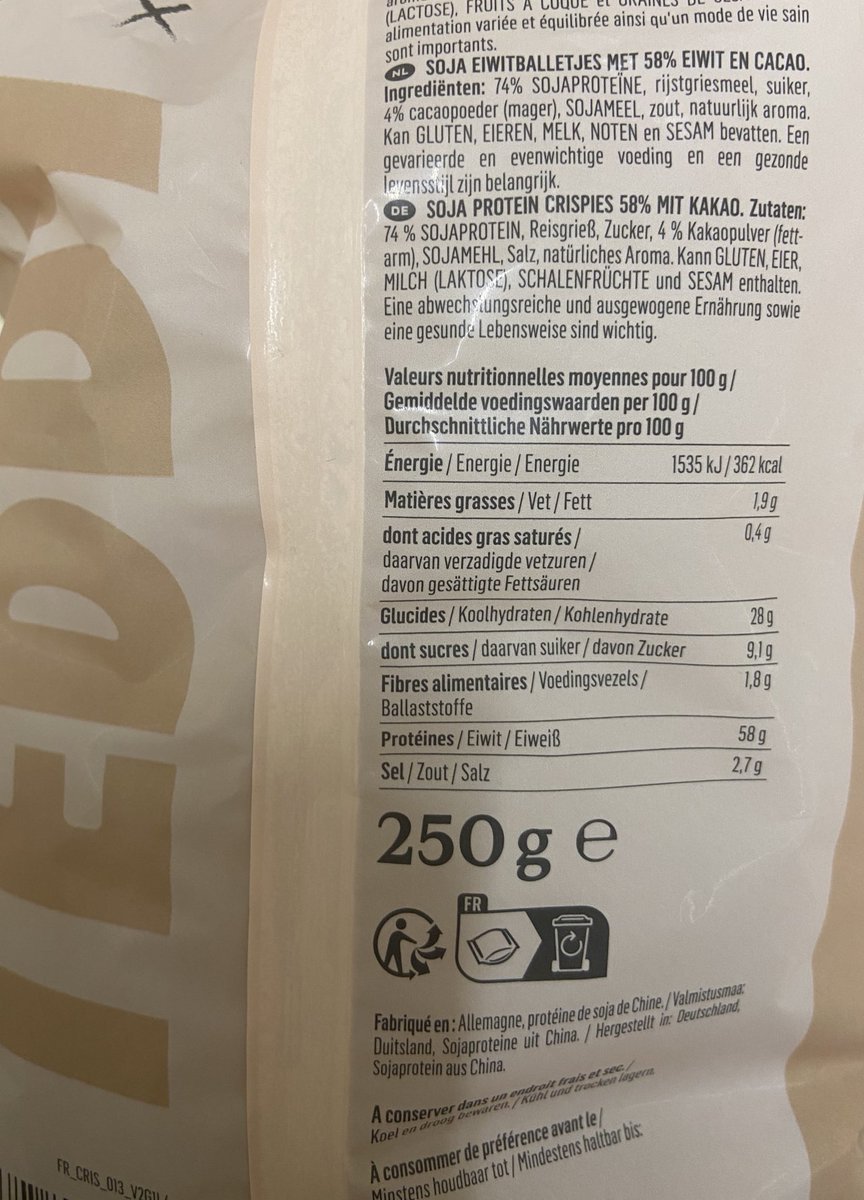 (LACTOSE), FRUITS À COQUE et GRAINES DE
alimentation variée et équilibrée ainsi qu'un mode de vie sain
sont importants.
NL SOJA EIWITBALLETJES MET 58% EIWIT EN CACAO.
Ingrediënten: 74% SOJAPROTEÏNE, rijstgriesmeel, suiker,
4% cacaopoeder (mager), SOJAMEEL, zout, natuurlijk aroma.
Kan GLUTEN, EIEREN, MELK, NOTEN en SESAM bevatten. Een
gevarieerde en evenwichtige voeding en een gezonde
levensstijl zijn belangrijk.
DE SOJA PROTEIN CRISPIES 58% MIT KAKAO. Zutaten:
74 % SOJAPROTEIN, Reisgrieß, Zucker, 4 % Kakaopulver (fett-
arm), SOJAMEHL, Salz, natürliches Aroma. Kann GLUTEN, EIER,
MILCH (LAKTOSE), SCHALENFRÜCHTE und SESAM enthalten.
Eine abwechslungsreiche und ausgewogene Ernährung sowie
eine gesunde Lebensweise sind wichtig.
Valeurs nutritionnelles moyennes pour 100 g /
Gemiddelde voedingswaarden per 100 g /
Durchschnittliche Nährwerte pro 100 g
Énergie / Energie / Energie 1535 kJ / 362 kcal
Matières grasses / Vet / Fett 1,9 g
dont acides gras saturés / 0,4 g
daarvan verzadigde vetzuren /
davon gesättigte Fettsäuren
Glucides / Koolhydraten / Kohlenhydrate 28 g
dont sucres / daarvan suiker / davon Zucker 9,1 g
Fibres alimentaires / Voedingsvezels / 1,8 g
Ballaststoffe
Protéines / Eiwit / Eiweiß 58 g
Sel / Zout / Salz 2,7 g
250 g e
FR
Fabriqué en : Allemagne, protéine de soja de Chine. / Valmistusmaa:
Duitsland, Sojaproteine uit China. / Hergestellt in: Deutschland,
Sojaprotein aus China.
A conserver dans un endroit frais et sec. /
Koel en droog bewaren. / Kühl und trocken lagern.
À consommer de préférence avant le /
Minstens houdbaar tot / Mindestens haltbar bis:
FR_CRIS_013_V2611